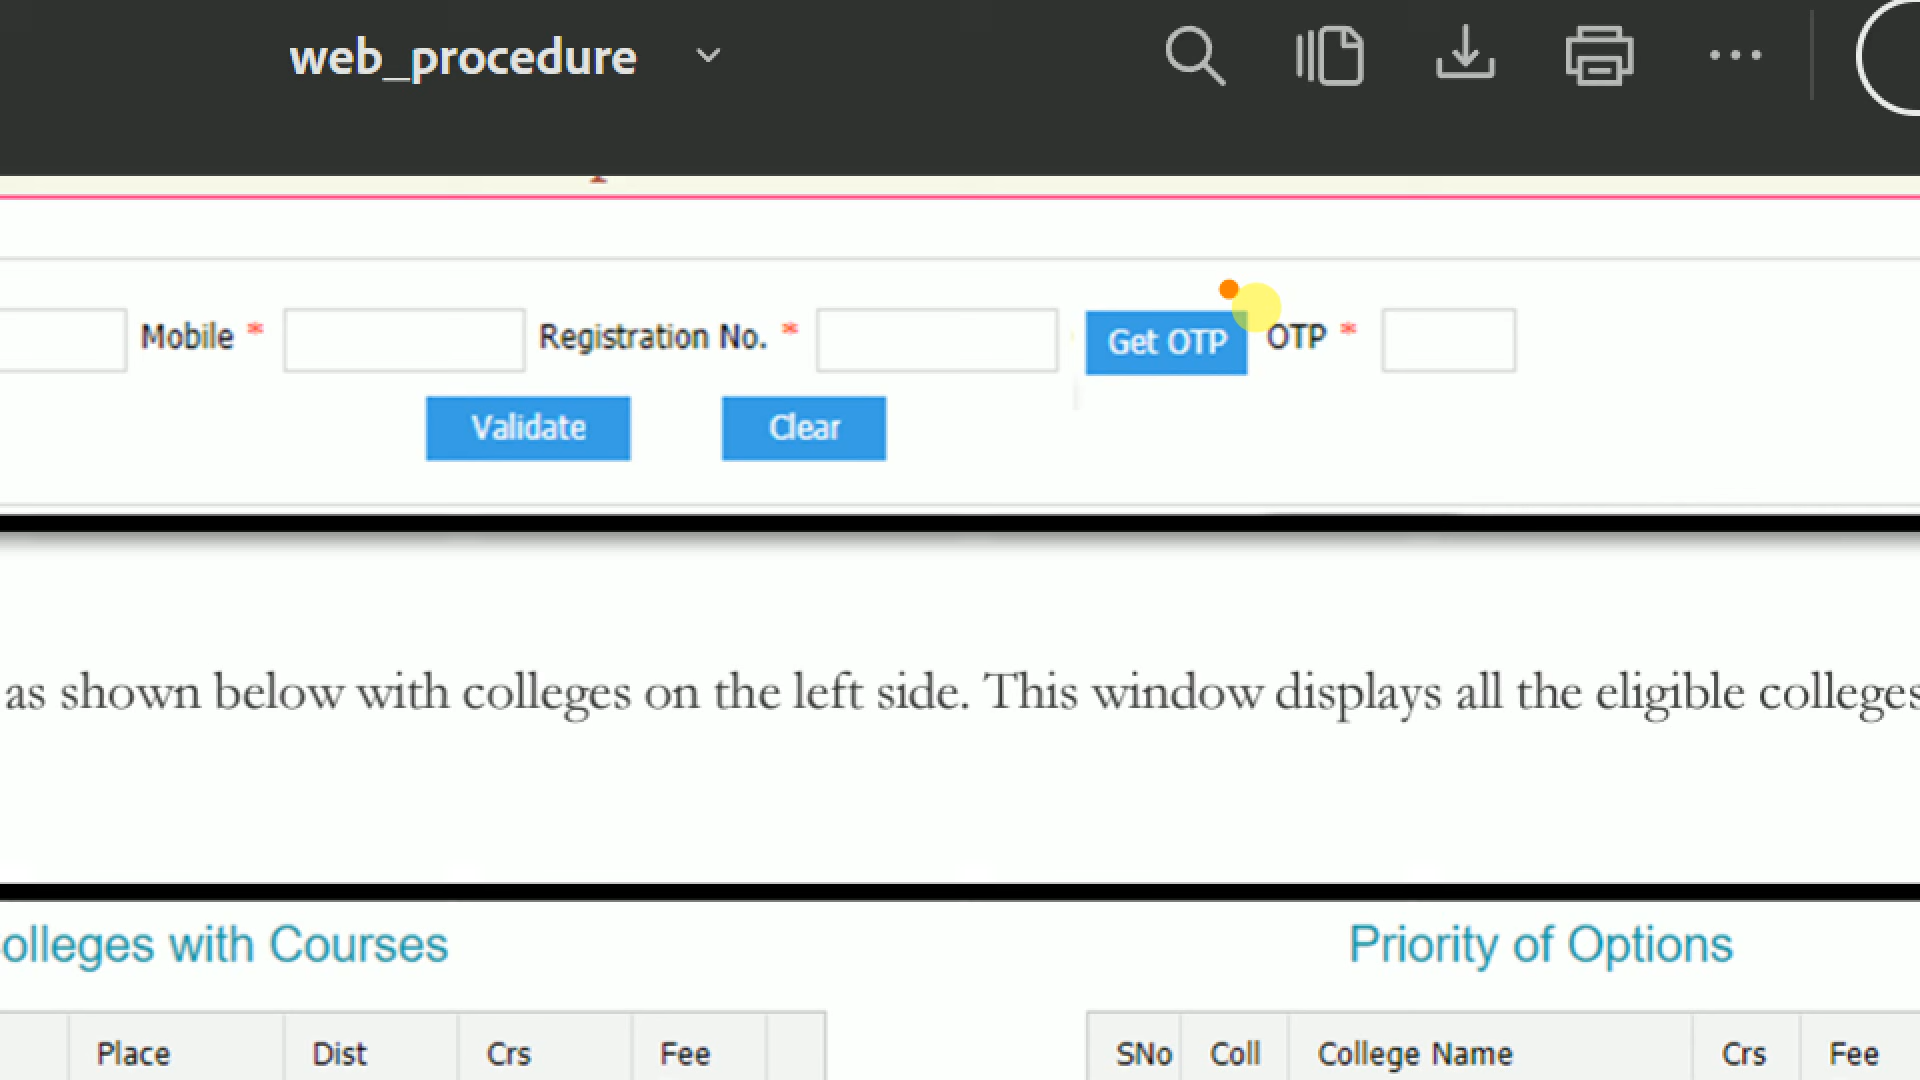 web_procedure
Mobile * Registration No. * Get OTP OTP *
Validate Clear
as shown below with colleges on the left side. This window displays all the eligible colleges
olleges with Courses Priority of Options
Place Dist Crs Fee SNo Coll College Name Crs Fee